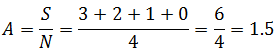 A = S/N = (3 + 2 + 1 + 0)/4 = 6/4 = 1.5